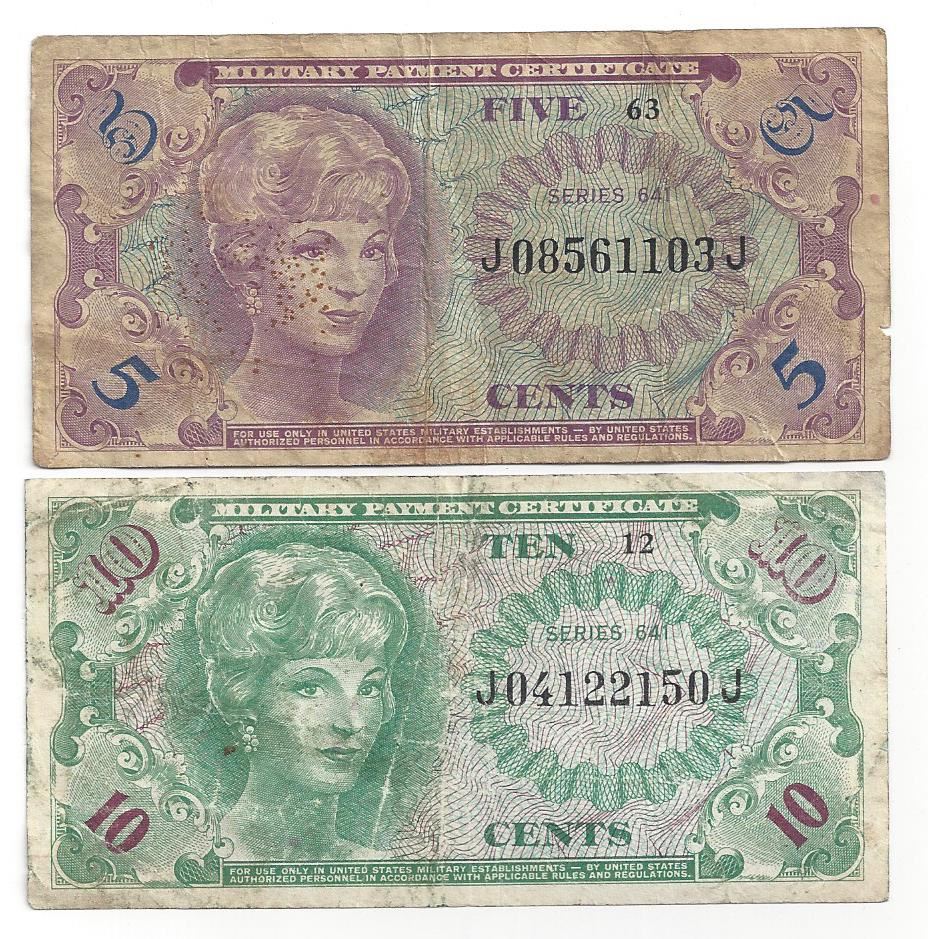 MILITARY PAYMENT CERTIFICATE
5 FIVE 63 5
SERIES 641
J08561103J
5 CENTS 5
FOR USE ONLY IN UNITED STATES MILITARY ESTABLISHMENTS — BY UNITED STATES
AUTHORIZED PERSONNEL IN ACCORDANCE WITH APPLICABLE RULES AND REGULATIONS.
MILITARY PAYMENT CERTIFICATE
10 TEN 12 10
SERIES 641
J04122150J
10 CENTS 10
FOR USE ONLY IN UNITED STATES MILITARY ESTABLISHMENTS — BY UNITED STATES
AUTHORIZED PERSONNEL IN ACCORDANCE WITH APPLICABLE RULES AND REGULATIONS.